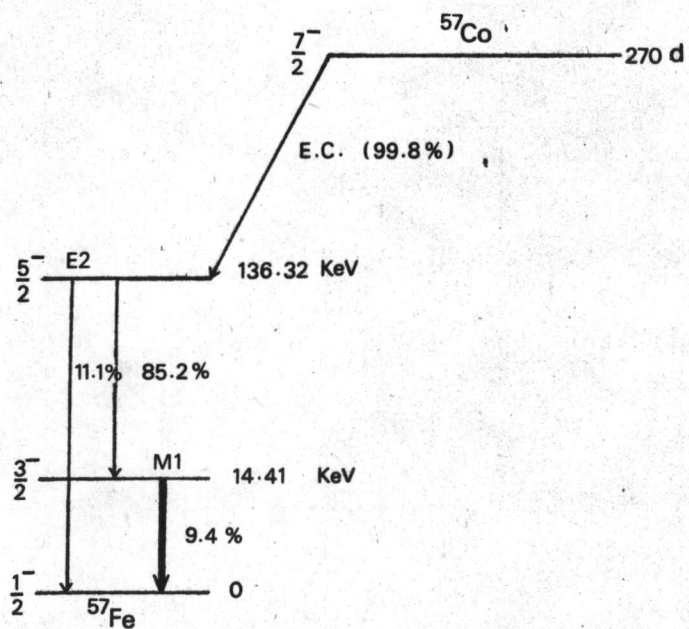 ⁵⁷Co
7/2⁻
270 d
E.C. (99.8%)
5/2⁻
E2
136·32 KeV
11.1%
85.2%
3/2⁻
M1
14·41 KeV
9.4 %
1/2⁻
0
⁵⁷Fe